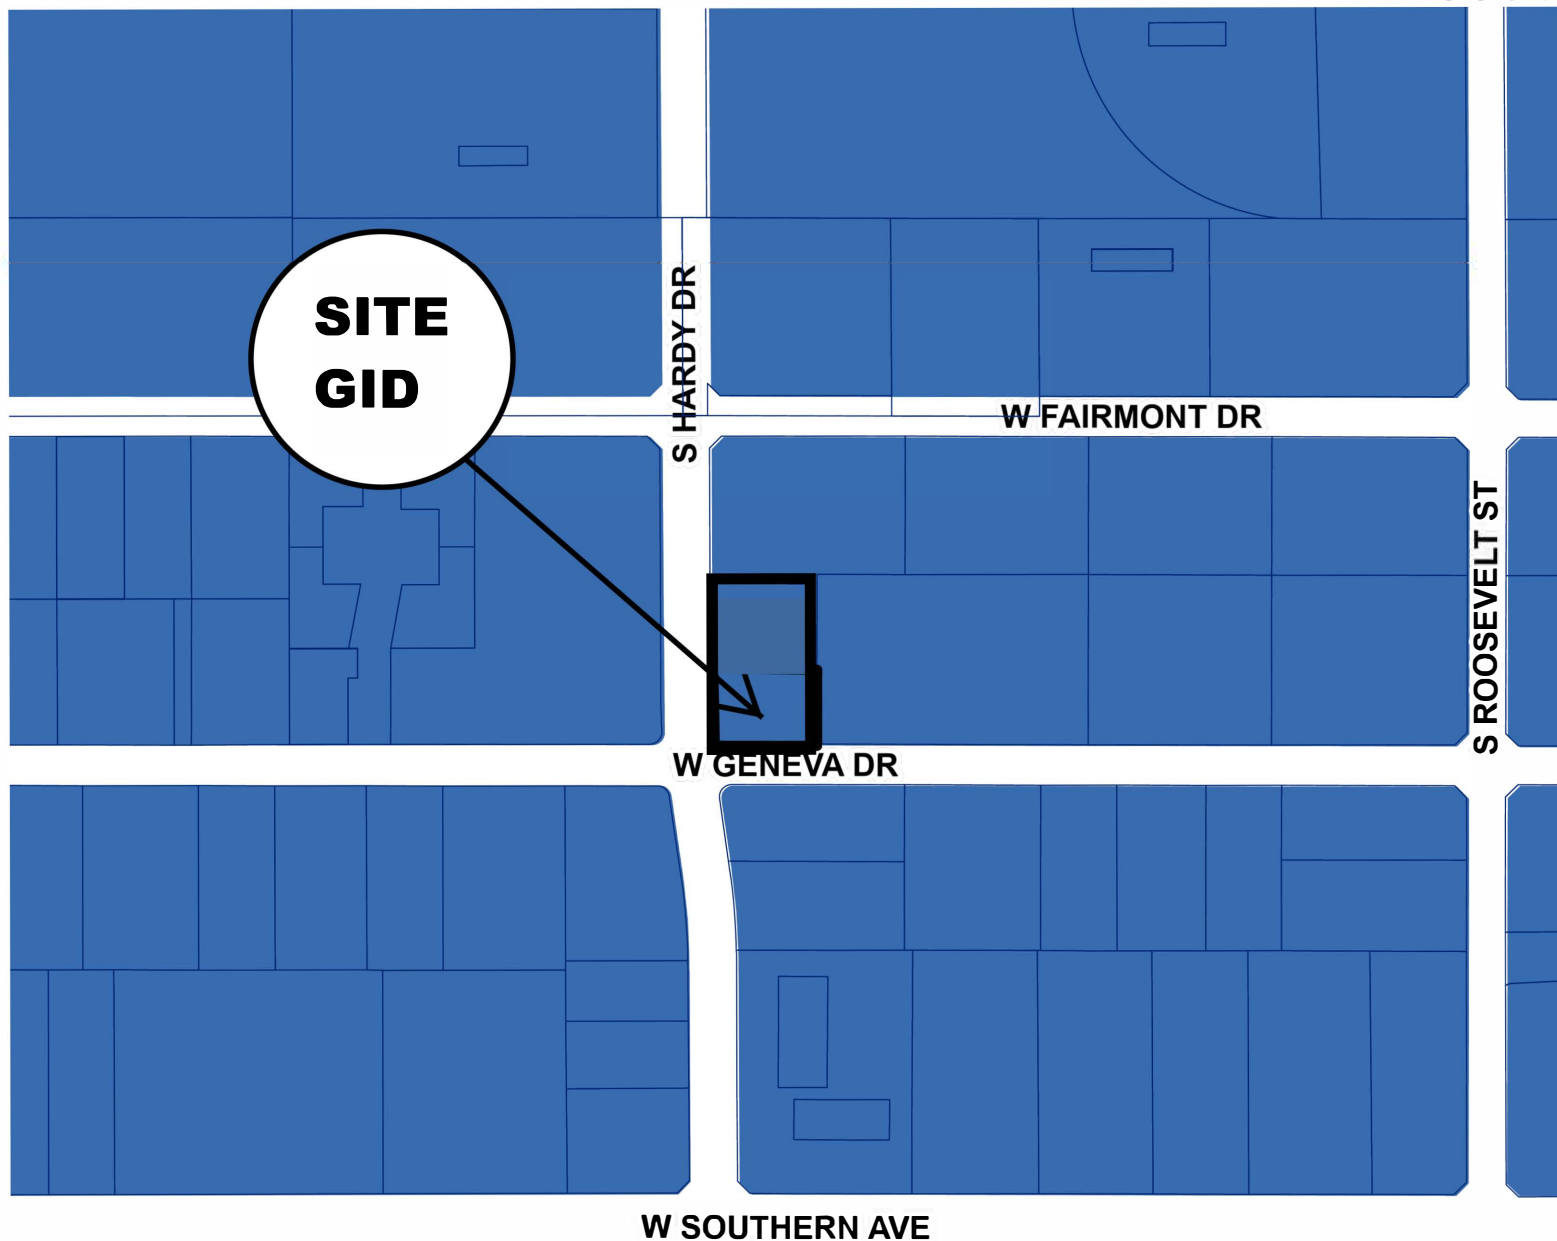 SITE
GID
S HARDY DR
W FAIRMONT DR
S ROOSEVELT ST
W GENEVA DR
W SOUTHERN AVE